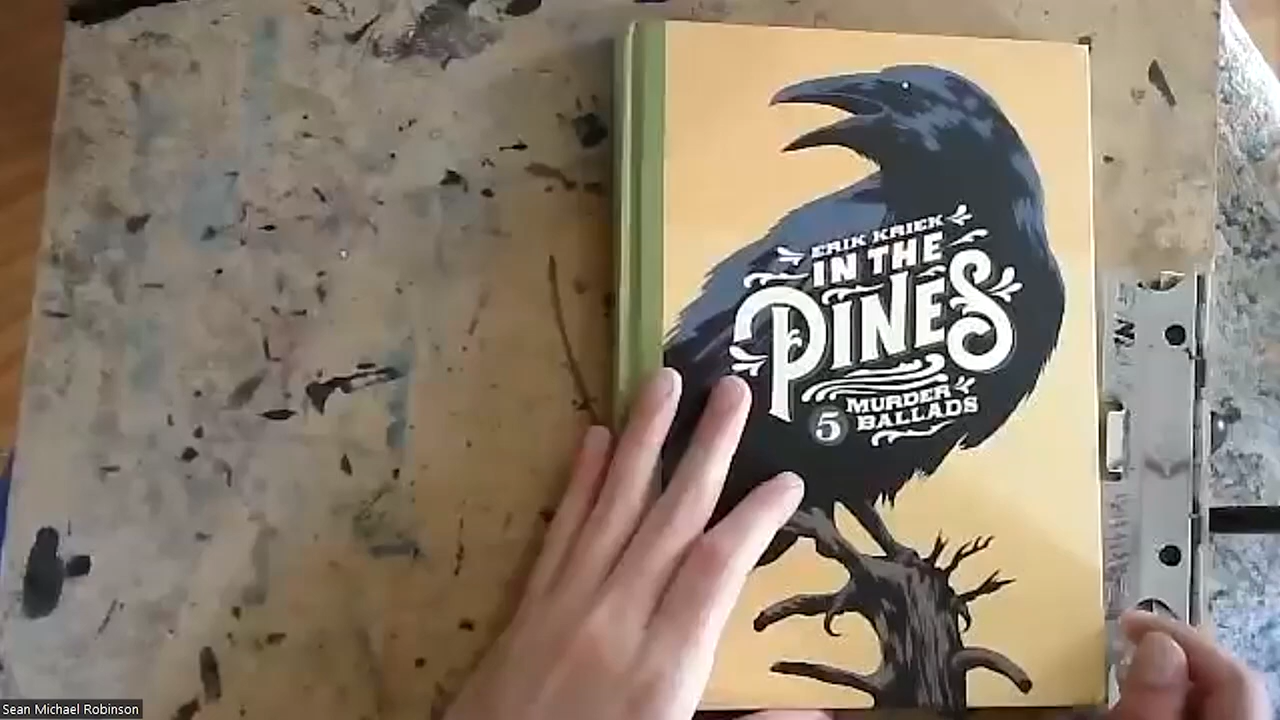 ERIK KRIEK
IN THE
PINES
5 MURDER
BALLADS
Sean Michael Robinson